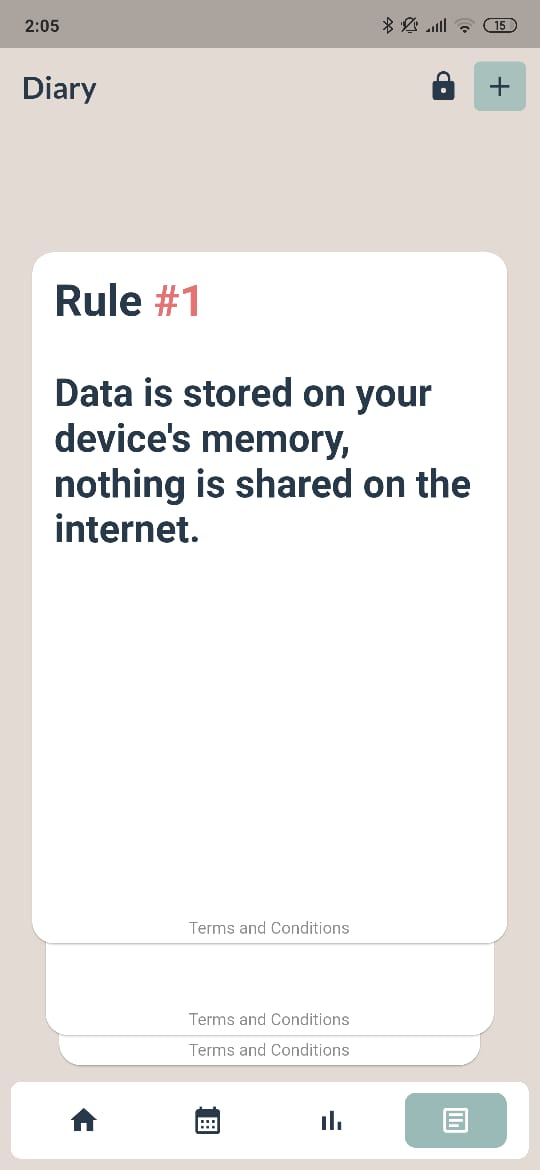 2:05
15
Diary
+
Rule #1
Data is stored on your
device's memory,
nothing is shared on the
internet.
Terms and Conditions
Terms and Conditions
Terms and Conditions